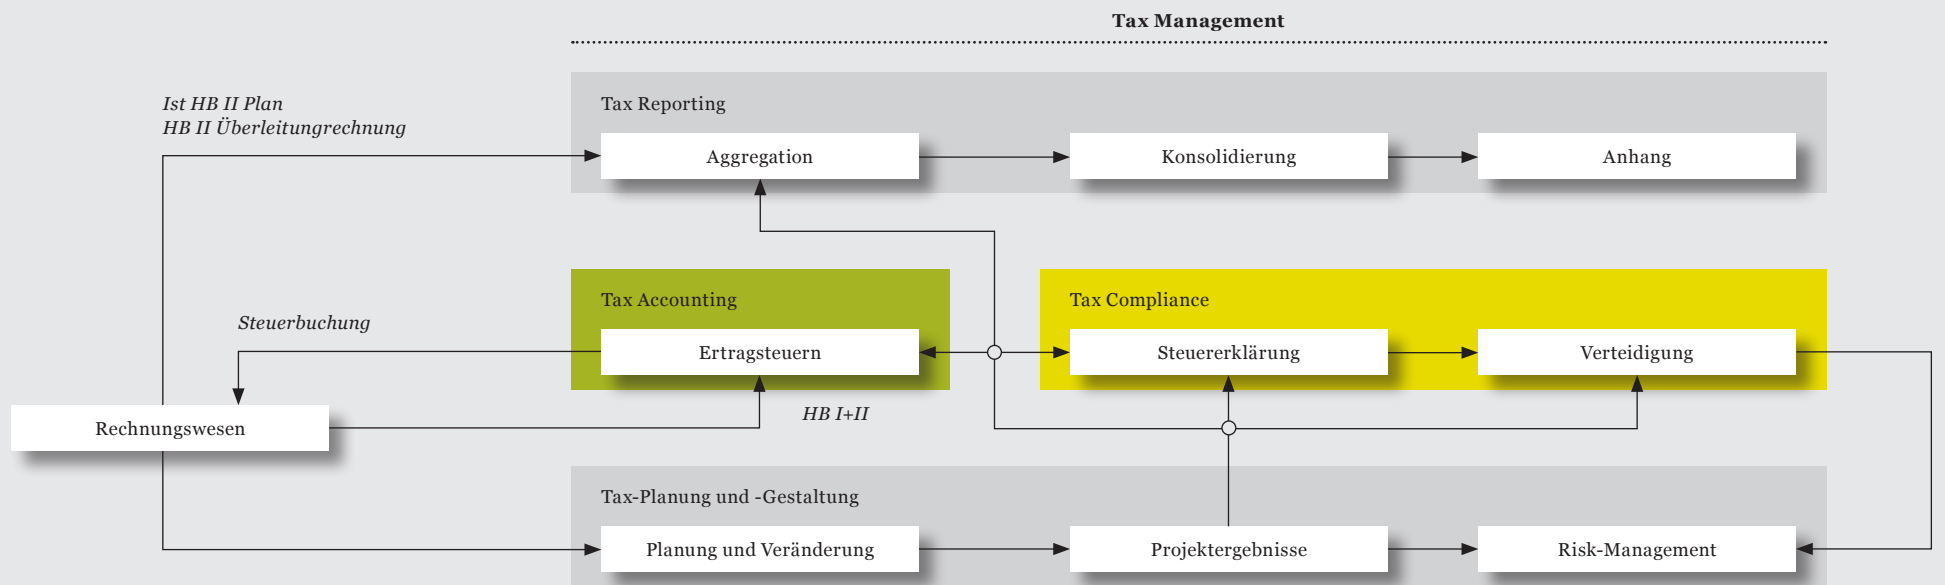 Tax Management
Ist HB II Plan
HB II Überleitungrechnung
Tax Reporting
Aggregation
Konsolidierung
Anhang
Tax Accounting
Tax Compliance
Steuerbuchung
Ertragsteuern
Steuererklärung
Verteidigung
HB I+II
Rechnungswesen
Tax-Planung und -Gestaltung
Planung und Veränderung
Projektergebnisse
Risk-Management